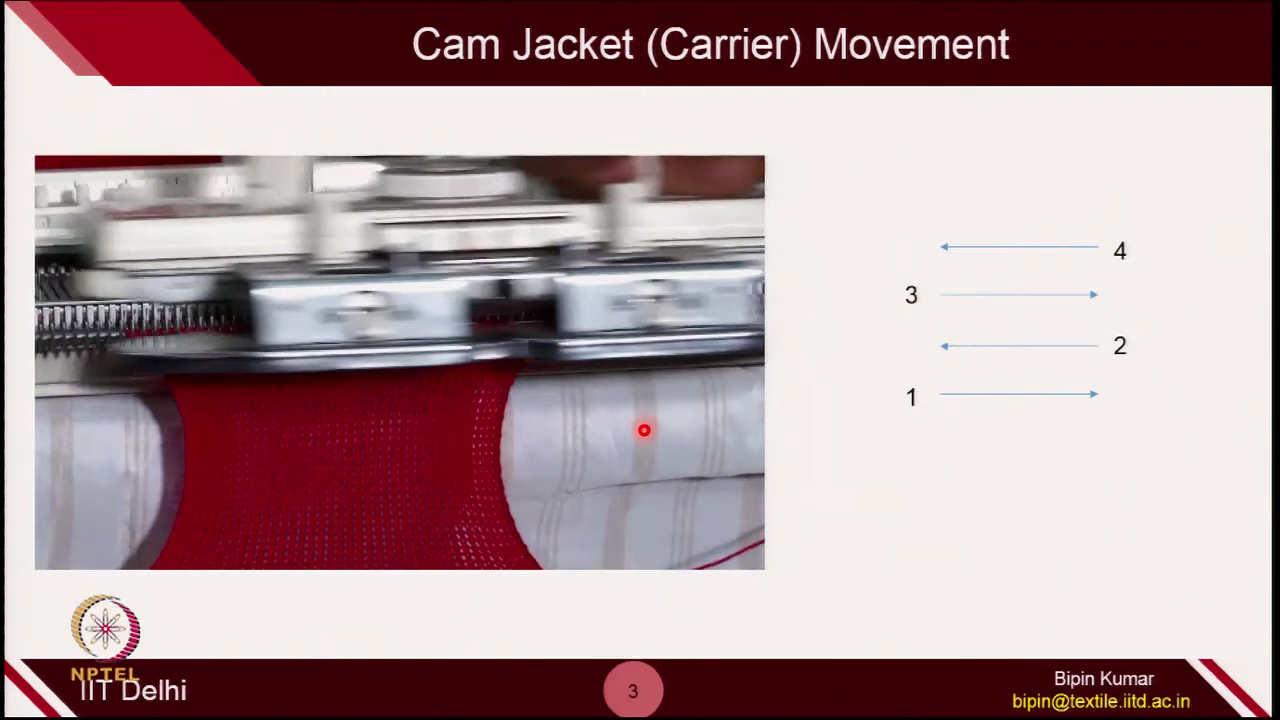 Cam Jacket (Carrier) Movement
4
3
2
1
NPTEL
IIT Delhi
3
Bipin Kumar
bipin@textile.iitd.ac.in